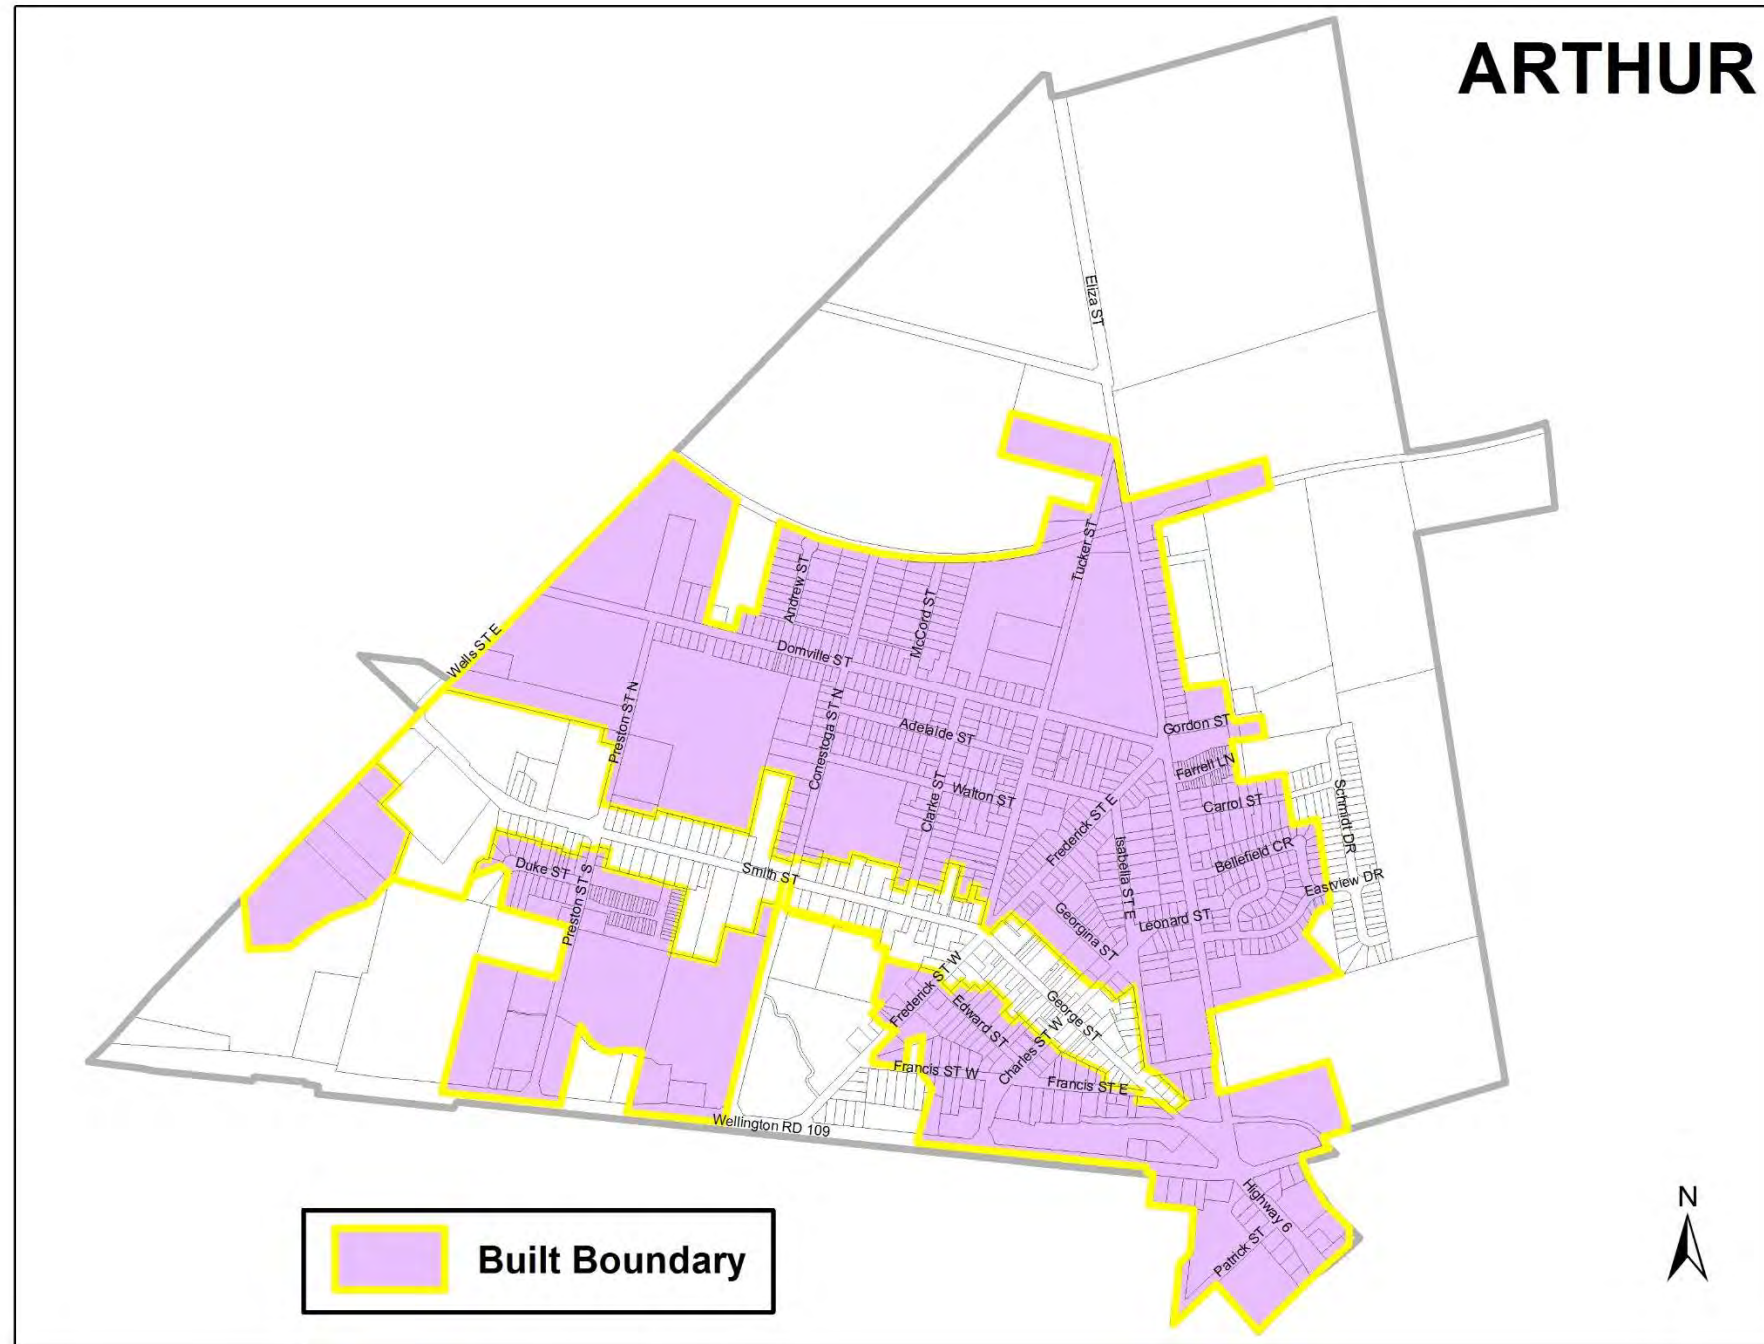 ARTHUR
Eliza ST
Tucker ST
Andrew ST
McCord ST
Domville ST
Wells ST E
Preston ST N
Conestoga ST N
Adelaide ST
Gordon ST
Farrell LN
Clarke ST
Walton ST
Carrol ST
Schmidt DR
Frederick ST E
Isabella ST E
Bellefield CR
Eastview DR
Duke ST
Smith ST
Preston ST S
Georgina ST
Leonard ST
Frederick ST W
Edward ST
George ST
Charles ST W
Francis ST W
Francis ST E
Wellington RD 109
Highway 6
Patrick ST
N
Built Boundary